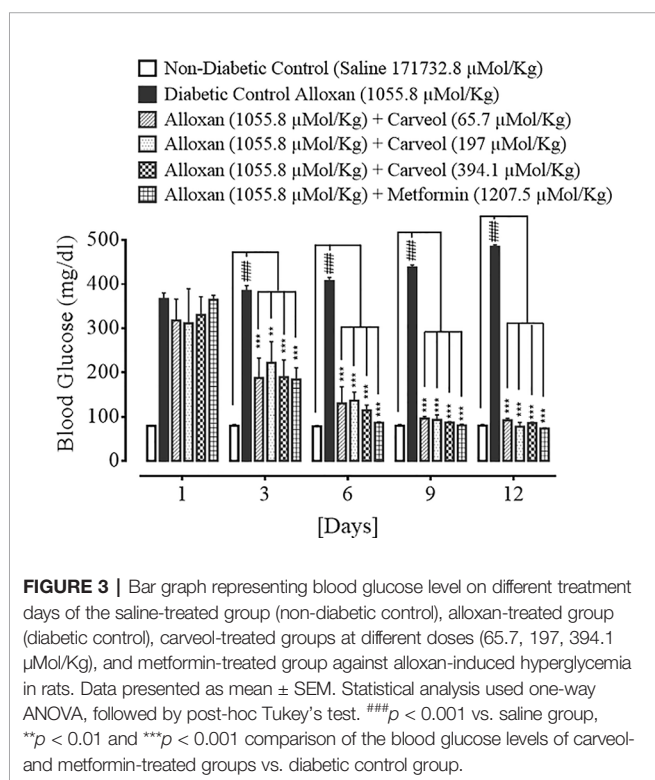 Non-Diabetic Control (Saline 171732.8 µMol/Kg)
Diabetic Control Alloxan (1055.8 µMol/Kg)
Alloxan (1055.8 µMol/Kg) + Carveol (65.7 µMol/Kg)
Alloxan (1055.8 µMol/Kg) + Carveol (197 µMol/Kg)
Alloxan (1055.8 µMol/Kg) + Carveol (394.1 µMol/Kg)
Alloxan (1055.8 µMol/Kg) + Metformin (1207.5 µMol/Kg)
Blood Glucose (mg/dl)
500
400
300
200
100
0
### ### ### ###
*** ** *** ***
*** *** *** ***
*** *** *** ***
*** *** *** ***
1 3 6 9 12
[Days]
FIGURE 3 | Bar graph representing blood glucose level on different treatment
days of the saline-treated group (non-diabetic control), alloxan-treated group
(diabetic control), carveol-treated groups at different doses (65.7, 197, 394.1
µMol/Kg), and metformin-treated group against alloxan-induced hyperglycemia
in rats. Data presented as mean ± SEM. Statistical analysis used one-way
ANOVA, followed by post-hoc Tukey’s test. ###p < 0.001 vs. saline group,
**p < 0.01 and ***p < 0.001 comparison of the blood glucose levels of carveol-
and metformin-treated groups vs. diabetic control group.